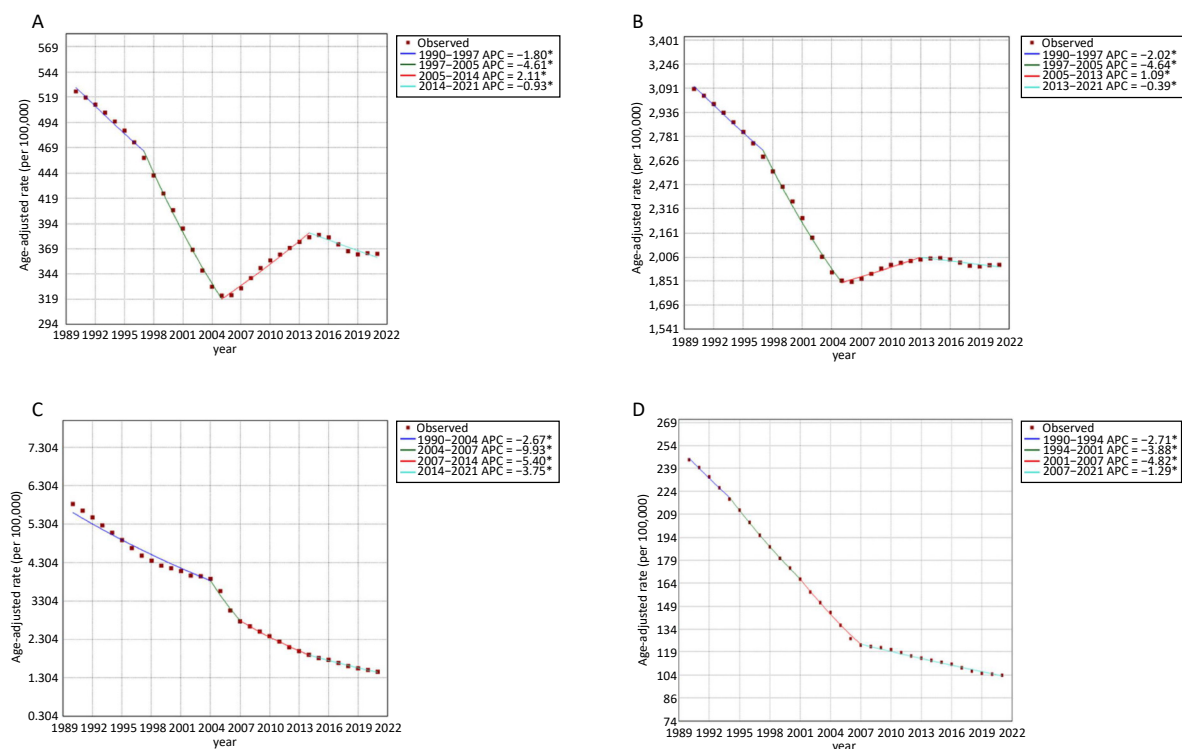 A
Observed
1990−1997 APC = −1.80*
1997−2005 APC = −4.61*
2005−2014 APC = 2.11*
2014−2021 APC = −0.93*
Age-adjusted rate (per 100,000)
569
544
519
494
469
444
419
394
369
344
319
294
1989 1992 1995 1998 2001 2004 2007 2010 2013 2016 2019 2022
year
B
Observed
1990−1997 APC = −2.02*
1997−2005 APC = −4.64*
2005−2013 APC = 1.09*
2013−2021 APC = −0.39*
Age-adjusted rate (per 100,000)
3,401
3,246
3,091
2,936
2,781
2,626
2,471
2,316
2,161
2,006
1,851
1,696
1,541
1989 1992 1995 1998 2001 2004 2007 2010 2013 2016 2019 2022
year
C
Observed
1990−2004 APC = −2.67*
2004−2007 APC = −9.93*
2007−2014 APC = −5.40*
2014−2021 APC = −3.75*
Age-adjusted rate (per 100,000)
7.304
6.304
5.304
4.304
3304
2.304
1.304
0.304
1989 1992 1995 1998 2001 2004 2007 2010 2013 2016 2019 2022
year
D
Observed
1990−1994 APC = −2.71*
1994−2001 APC = −3.88*
2001−2007 APC = −4.82*
2007−2021 APC = −1.29*
Age-adjusted rate (per 100,000)
269
254
239
229
209
194
179
164
149
134
119
104
86
74
1989 1992 1995 1998 2001 2004 2007 2010 2013 2016 2019 2022
year